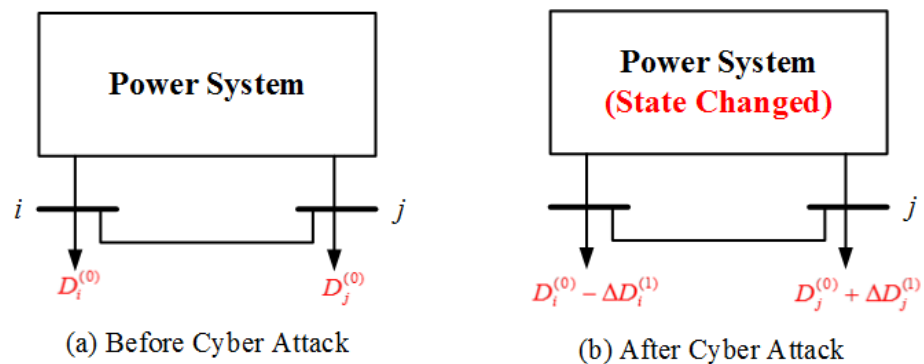 Power System
i
j
D_i^{(0)}
D_j^{(0)}
(a) Before Cyber Attack
Power System
(State Changed)
j
D_i^{(0)} − ΔD_i^{(1)}
D_j^{(0)} + ΔD_j^{(1)}
(b) After Cyber Attack